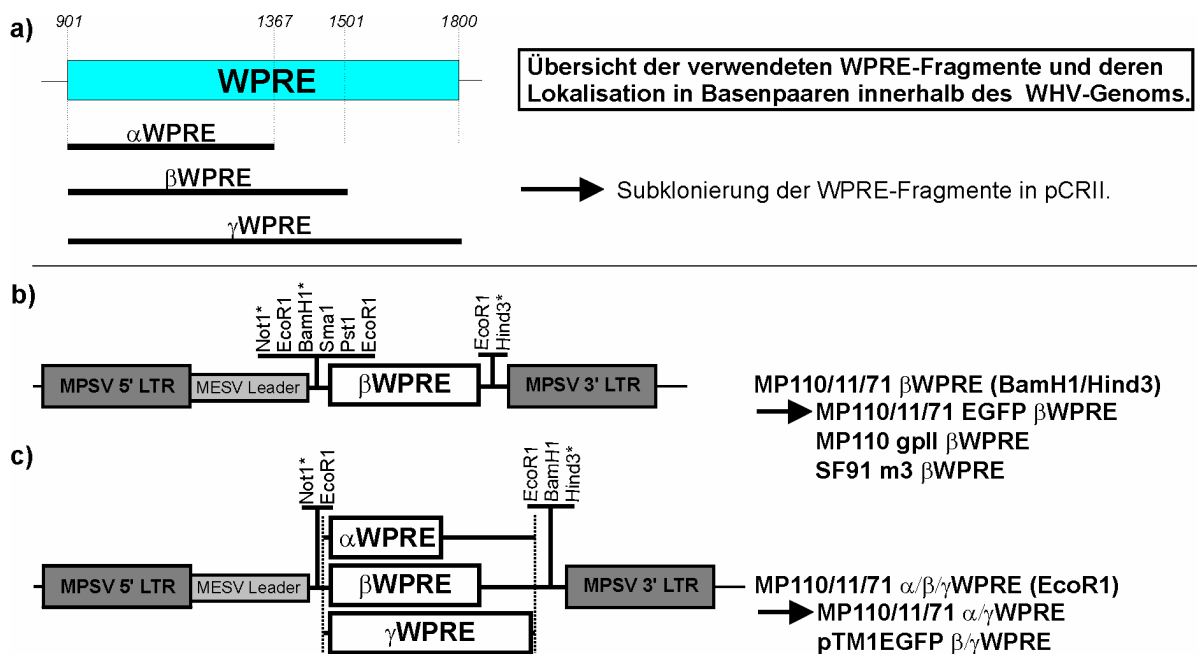 a)
901 1367 1501 1800
WPRE
αWPRE
βWPRE
γWPRE
Übersicht der verwendeten WPRE-Fragmente und deren
Lokalisation in Basenpaaren innerhalb des WHV-Genoms.
Subklonierung der WPRE-Fragmente in pCRII.
b)
Not1*
EcoR1
BamH1*
Sma1
Pst1
EcoR1
EcoR1
Hind3*
MPSV 5' LTR
MESV Leader
βWPRE
MPSV 3' LTR
MP110/11/71 βWPRE (BamH1/Hind3)
MP110/11/71 EGFP βWPRE
MP110 gpII βWPRE
SF91 m3 βWPRE
c)
Not1*
EcoR1
EcoR1
BamH1
Hind3*
αWPRE
MPSV 5' LTR
MESV Leader
βWPRE
MPSV 3' LTR
γWPRE
MP110/11/71 α/β/γWPRE (EcoR1)
MP110/11/71 α/γWPRE
pTM1EGFP β/γWPRE